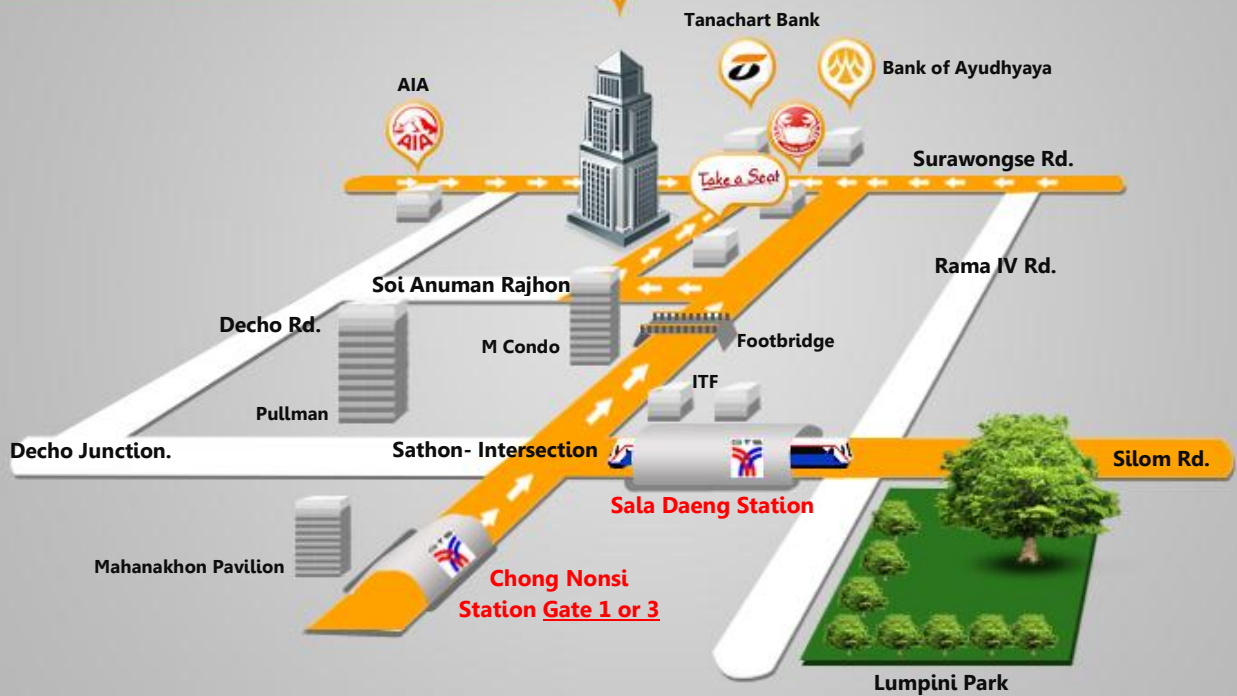 Tanachart Bank
Bank of Ayudhyaya
AIA
AIA
Surawongse Rd.
Take a Seat
Rama IV Rd.
Soi Anuman Rajhon
Decho Rd.
Footbridge
M Condo
ITF
Pullman
Decho Junction.
Sathon- Intersection
BTS
Silom Rd.
Sala Daeng Station
BTS
Mahanakhon Pavilion
Chong Nonsi
Station Gate 1 or 3
Lumpini Park